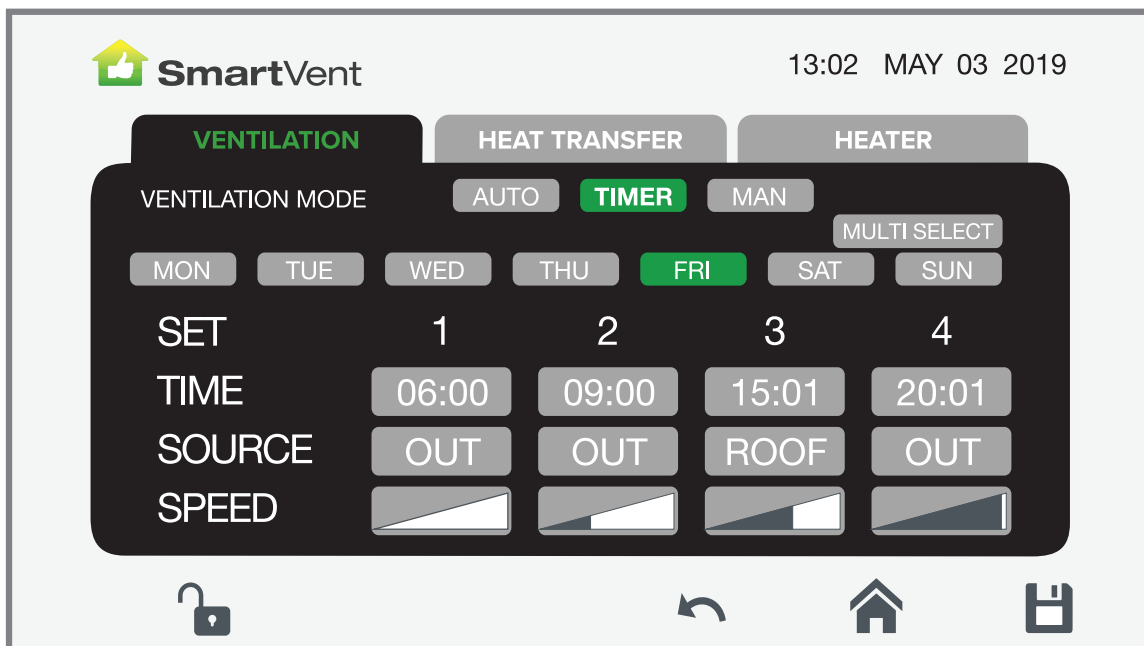 SmartVent
13:02 MAY 03 2019
VENTILATION HEAT TRANSFER HEATER
VENTILATION MODE AUTO TIMER MAN
MULTI SELECT
MON TUE WED THU FRI SAT SUN
SET 1 2 3 4
TIME 06:00 09:00 15:01 20:01
SOURCE OUT OUT ROOF OUT
SPEED